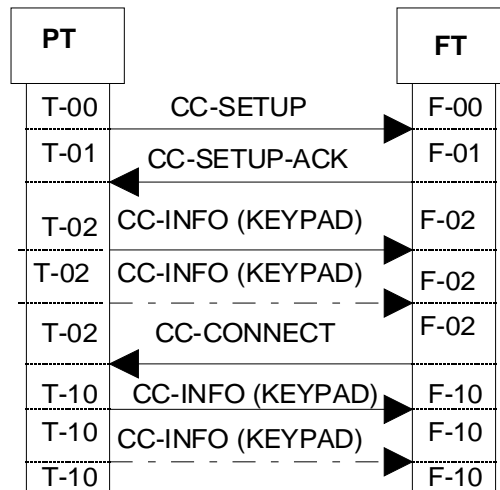 PT FT
T-00 CC-SETUP F-00
T-01 CC-SETUP-ACK F-01
T-02 CC-INFO (KEYPAD) F-02
T-02 CC-INFO (KEYPAD) F-02
T-02 CC-CONNECT F-02
T-10 CC-INFO (KEYPAD) F-10
T-10 CC-INFO (KEYPAD) F-10
T-10 F-10